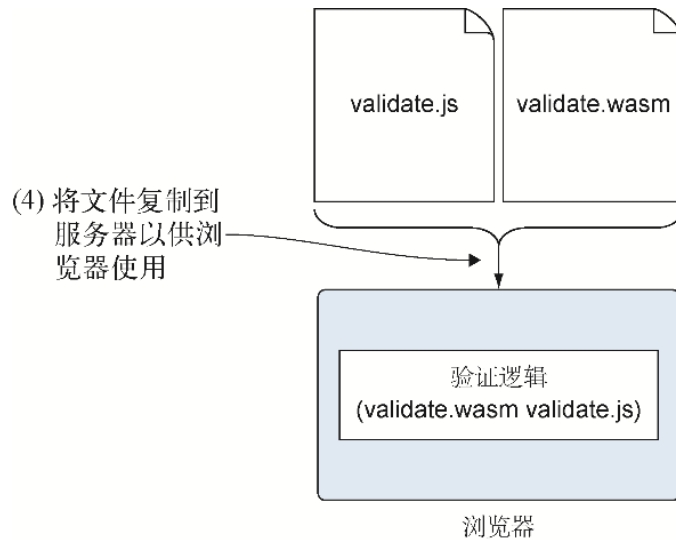 validate.js
validate.wasm
(4) 将文件复制到
服务器以供浏
览器使用
验证逻辑
(validate.wasm validate.js)
浏览器